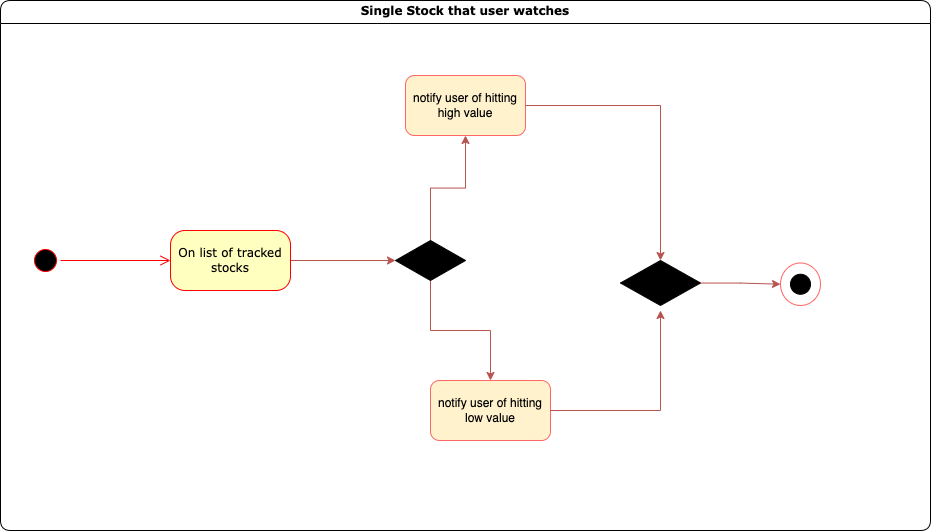 Single Stock that user watches
notify user of hitting
high value
On list of tracked
stocks
notify user of hitting
low value